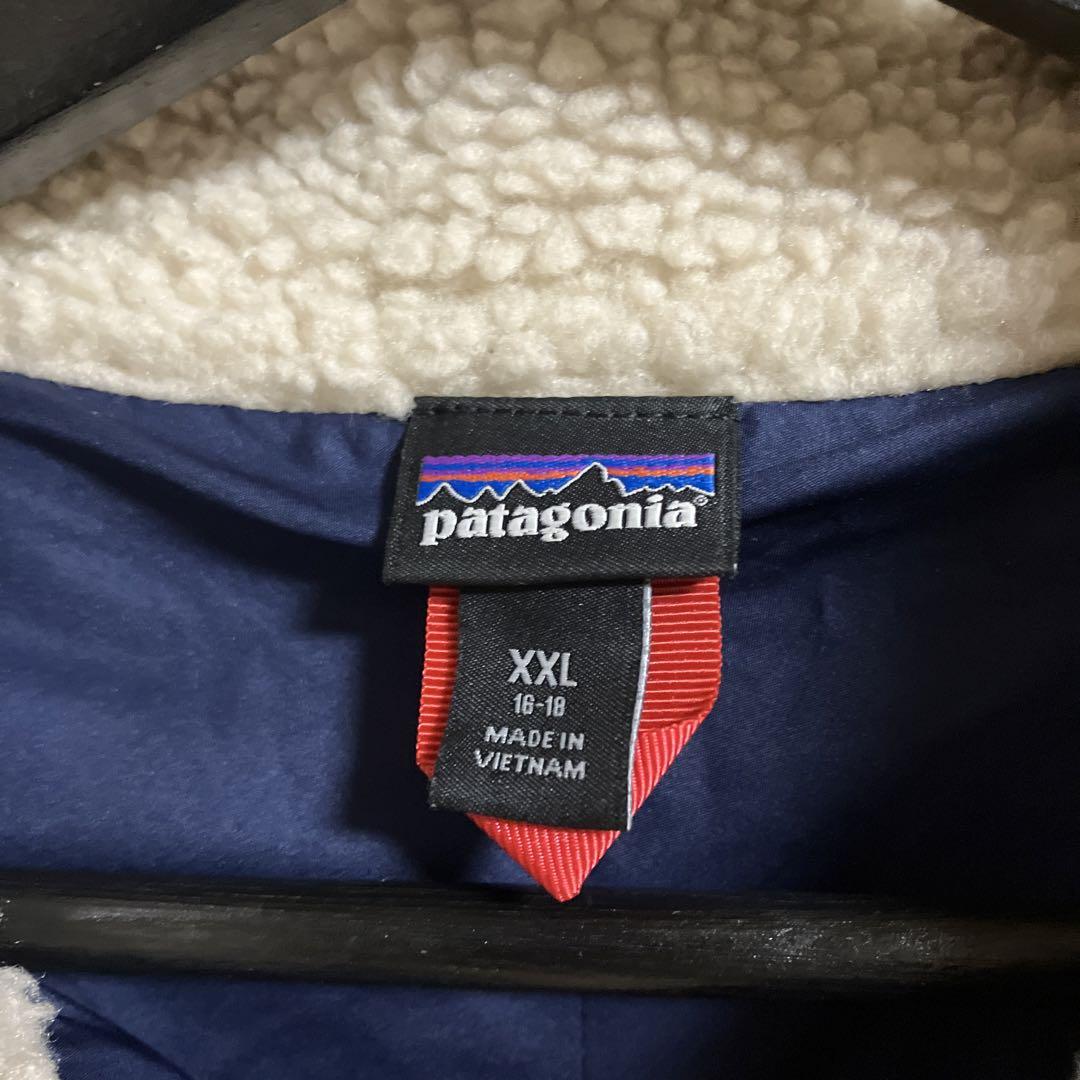 patagonia®
XXL
16-18
MADE IN
VIETNAM